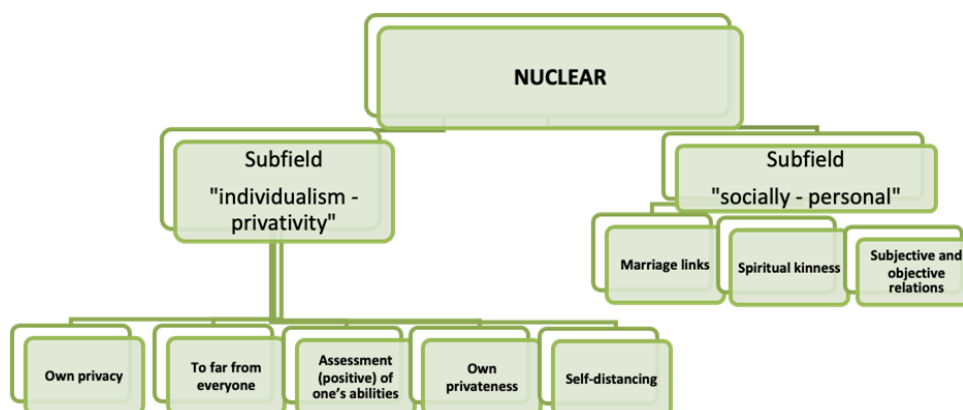 NUCLEAR
Subfield
"individualism -
privativity"
Subfield
"socially - personal"
Marriage links
Spiritual kinness
Subjective and
objective
relations
Own privacy
To far from
everyone
Assessment
(positive) of
one's abilities
Own
privateness
Self-distancing